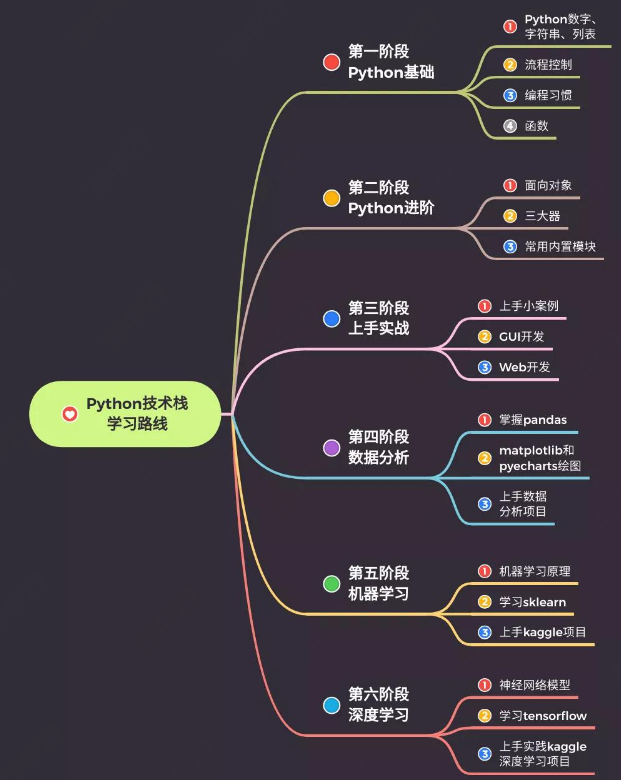 Python技术栈
学习路线
第一阶段
Python基础
1 Python数字、
字符串、列表
2 流程控制
3 编程习惯
4 函数
第二阶段
Python进阶
1 面向对象
2 三大器
3 常用内置模块
第三阶段
上手实战
1 上手小案例
2 GUI开发
3 Web开发
第四阶段
数据分析
1 掌握pandas
2 matplotlib和
pyecharts绘图
3 上手数据
分析项目
第五阶段
机器学习
1 机器学习原理
2 学习sklearn
3 上手kaggle项目
第六阶段
深度学习
1 神经网络模型
2 学习tensorflow
3 上手实践kaggle
深度学习项目